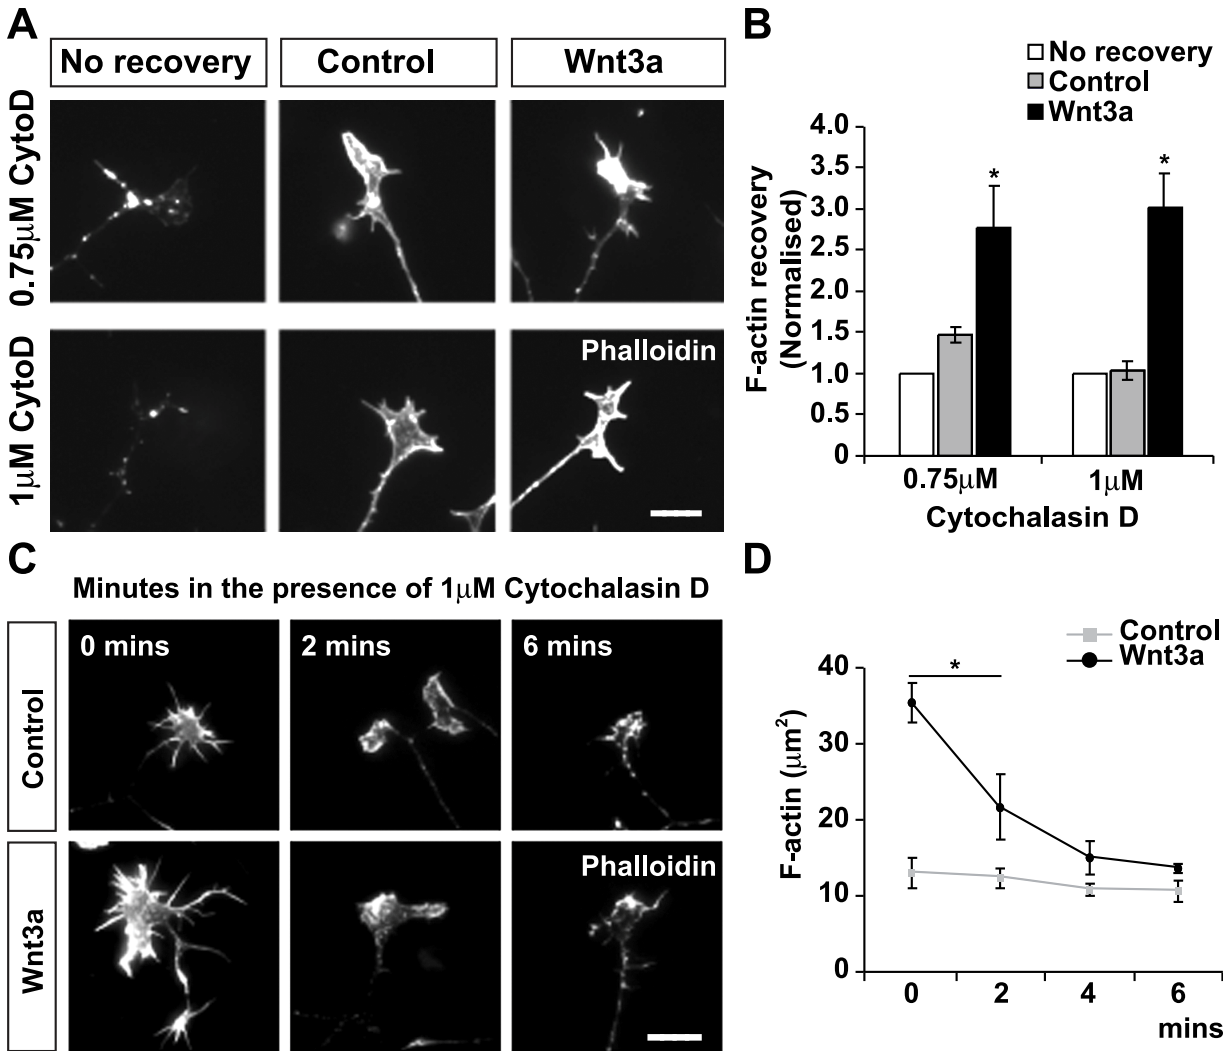 A
No recovery
Control
Wnt3a
0.75µM CytoD
1µM CytoD
Phalloidin
B
No recovery
Control
Wnt3a
F-actin recovery
(Normalised)
4.0
3.5
3.0
2.5
2.0
1.5
1.0
0.5
0
*
*
0.75µM
1µM
Cytochalasin D
C
Minutes in the presence of 1µM Cytochalasin D
0 mins
2 mins
6 mins
Control
Wnt3a
Phalloidin
D
Control
Wnt3a
F-actin (µm²)
40
30
20
10
0
*
0
2
4
6
mins